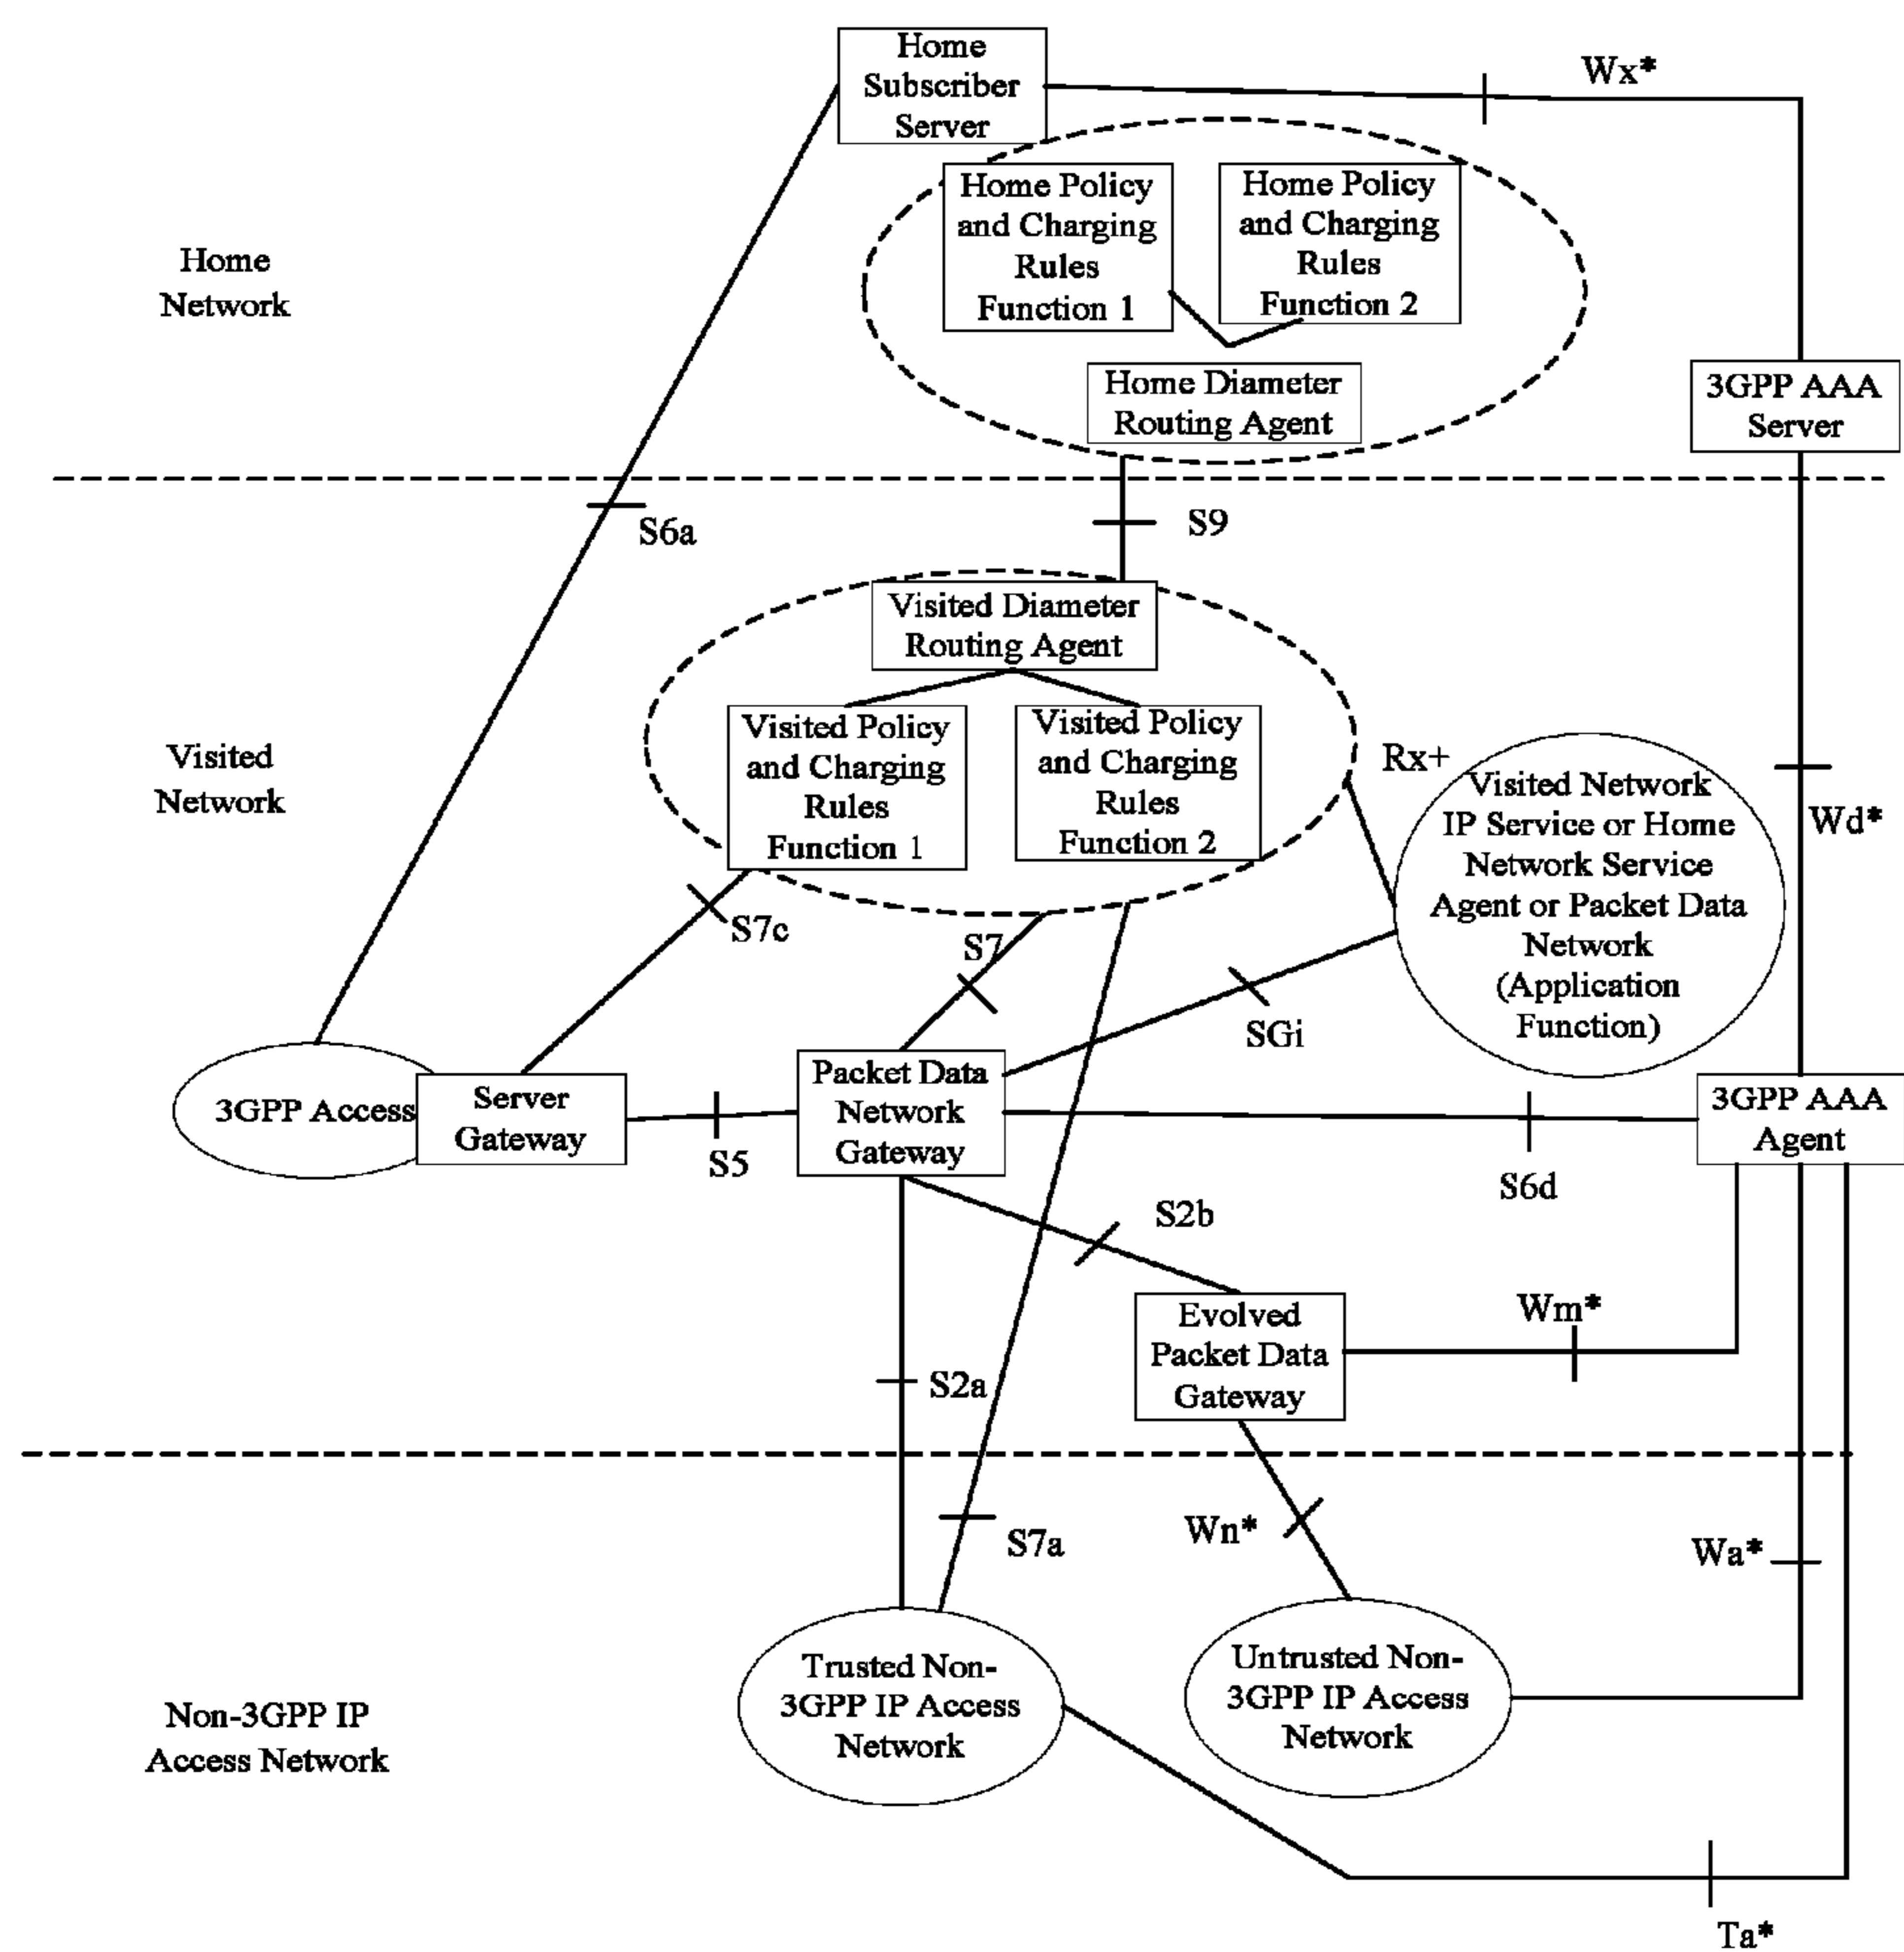 Home
Subscriber
Server
Wx*
Home Policy
and Charging
Rules
Function 1
Home Policy
and Charging
Rules
Function 2
Home
Network
Home Diameter
Routing Agent
3GPP AAA
Server
S6a
S9
Visited Diameter
Routing Agent
Visited
Network
Visited Policy
and Charging
Rules
Function 1
Visited Policy
and Charging
Rules
Function 2
Rx+
Visited Network
IP Service or Home
Network Service
Agent or Packet Data
Network
(Application
Function)
Wd*
S7c
S7
SGi
3GPP Access
Server
Gateway
S5
Packet Data
Network
Gateway
3GPP AAA
Agent
S6d
S2b
Evolved
Packet Data
Gateway
Wm*
S2a
S7a
Wn*
Wa*
Non-3GPP IP
Access Network
Trusted Non-
3GPP IP Access
Network
Untrusted Non-
3GPP IP Access
Network
Ta*